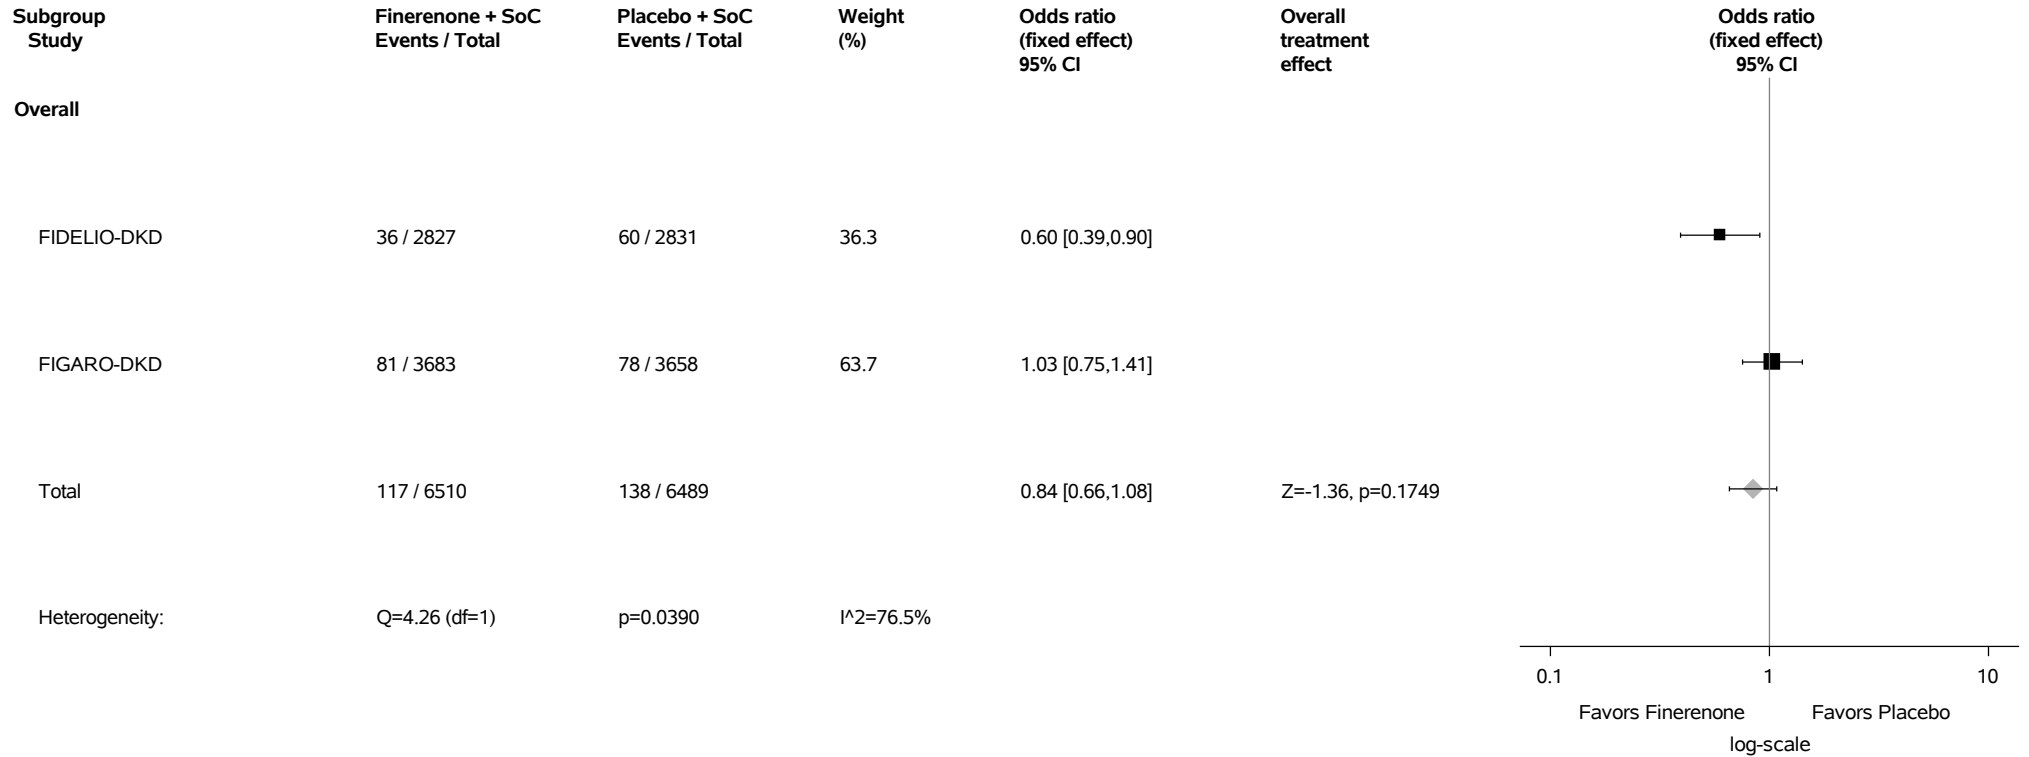 Subgroup Finerenone + SoC Placebo + SoC Weight Odds ratio Overall Odds ratio
Study Events / Total Events / Total (%) (fixed effect) treatment (fixed effect)
95% CI effect 95% CI
Overall
FIDELIO-DKD 36 / 2827 60 / 2831 36.3 0.60 [0.39,0.90]
FIGARO-DKD 81 / 3683 78 / 3658 63.7 1.03 [0.75,1.41]
Total 117 / 6510 138 / 6489 0.84 [0.66,1.08] Z=-1.36, p=0.1749
Heterogeneity: Q=4.26 (df=1) p=0.0390 I^2=76.5%
0.1 1 10
Favors Finerenone Favors Placebo
log-scale